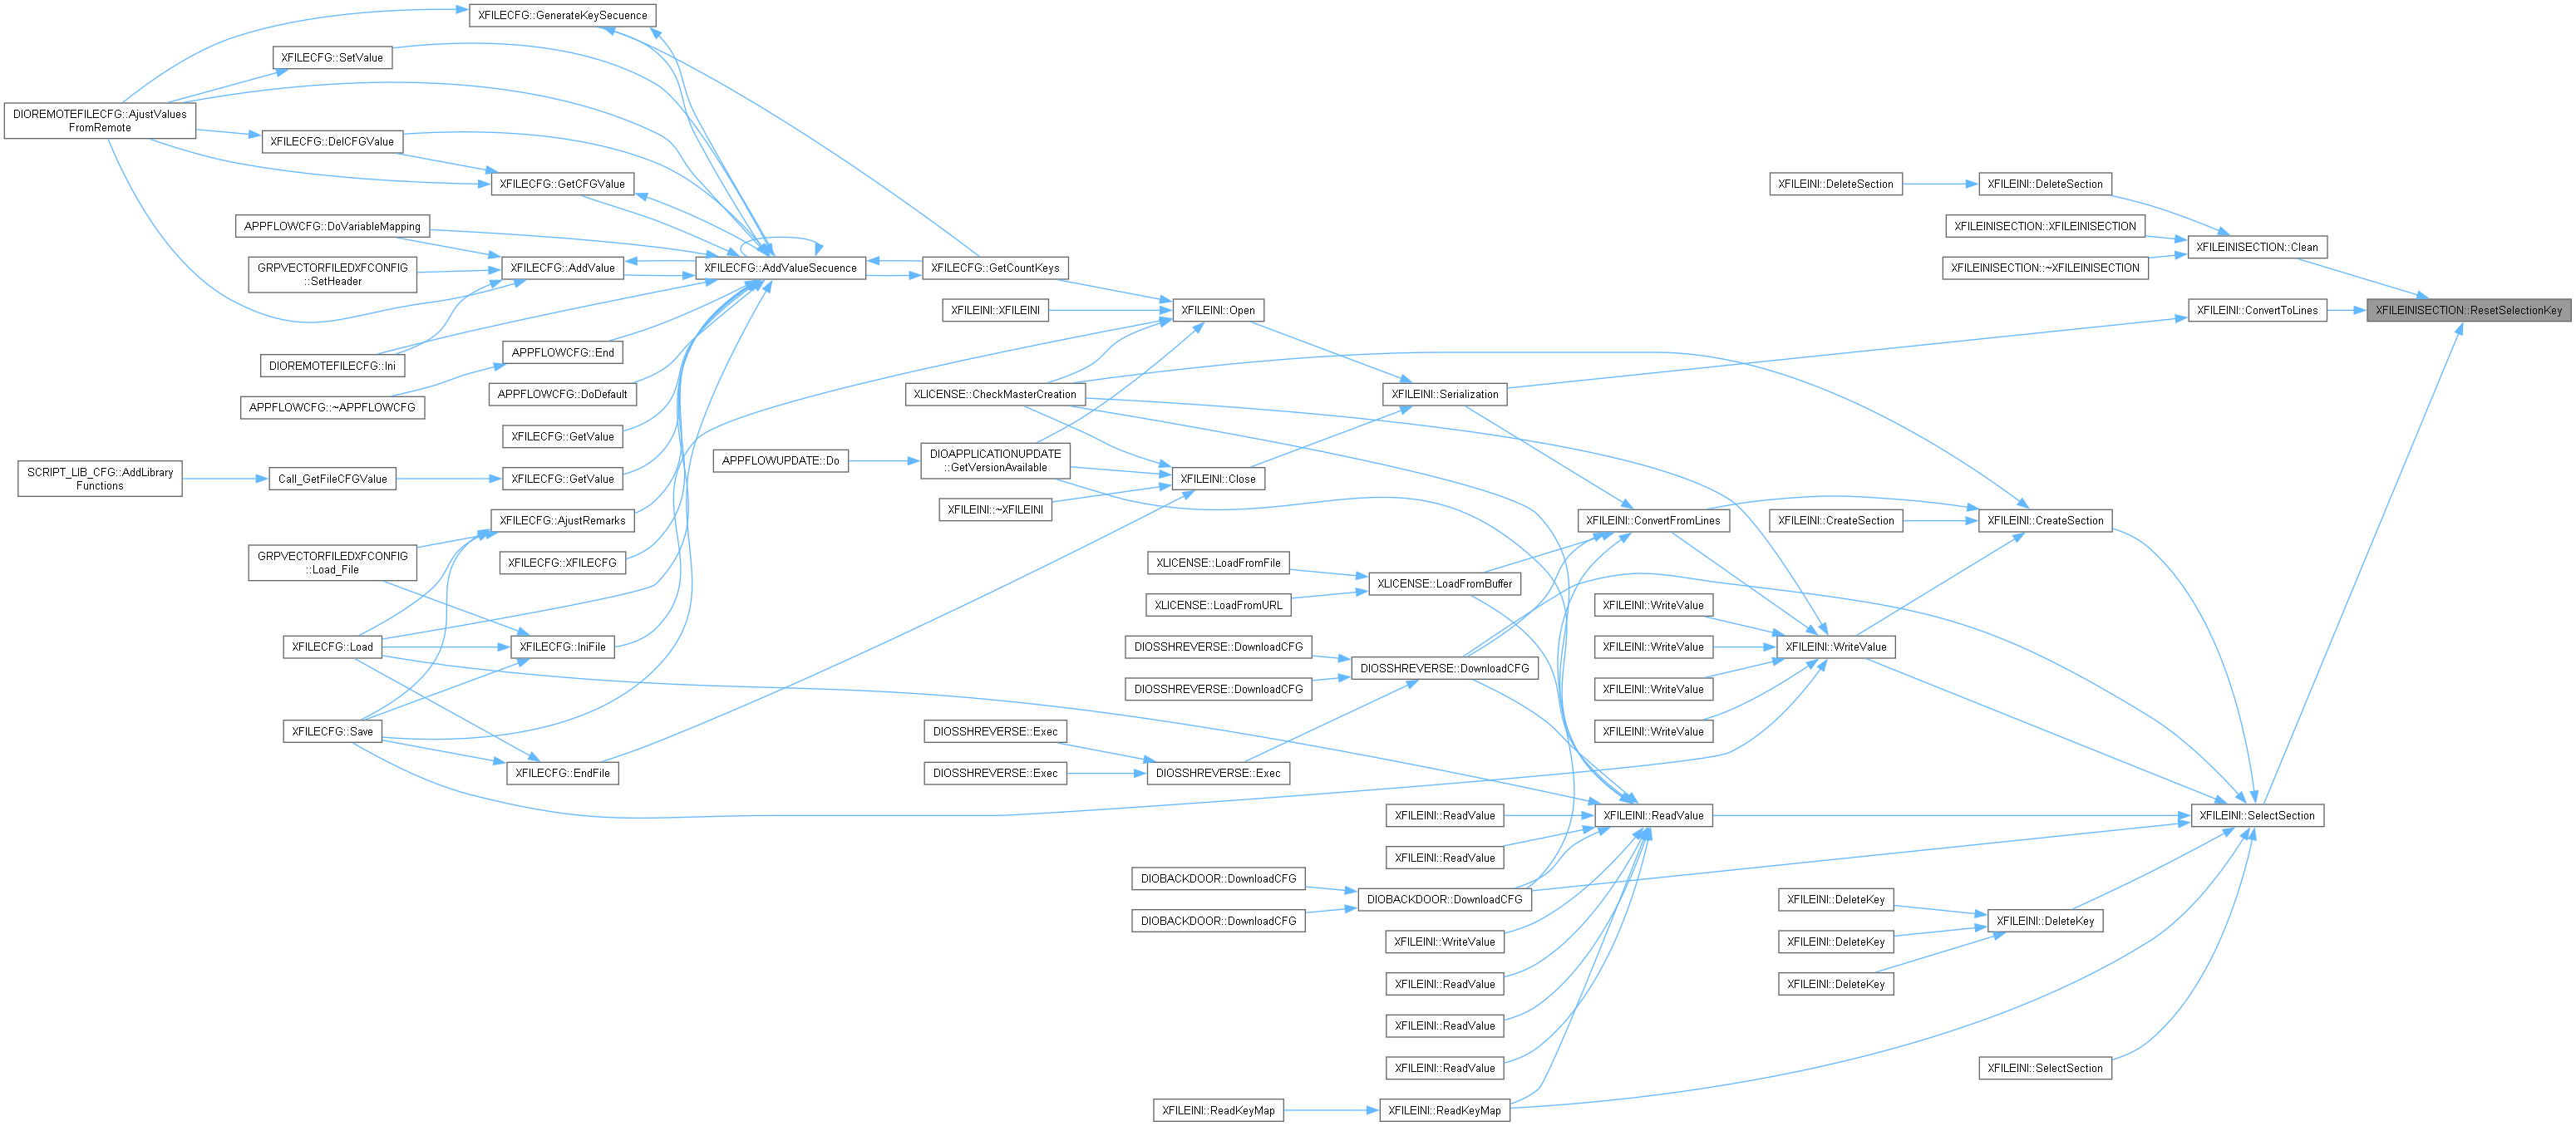 XFILECFG::GenerateKeySecuence
XFILECFG::SetValue
DIOREMOTEFILECFG::AjustValues
FromRemote
XFILECFG::DelCFGValue
XFILECFG::GetCFGValue
XFILEINI::DeleteSection
XFILEINI::DeleteSection
APPFLOWCFG::DoVariableMapping
XFILEINISECTION::XFILEINISECTION
XFILEINISECTION::Clean
GRPVECTORFILEDXFCONFIG
::SetHeader
XFILECFG::AddValue
XFILECFG::AddValueSecuence
XFILECFG::GetCountKeys
XFILEINISECTION::~XFILEINISECTION
XFILEINI::XFILEINI
XFILEINI::Open
XFILEINI::ConvertToLines
XFILEINISECTION::ResetSelectionKey
DIOREMOTEFILECFG::Ini
APPFLOWCFG::End
APPFLOWCFG::DoDefault
XLICENSE::CheckMasterCreation
XFILEINI::Serialization
APPFLOWCFG::~APPFLOWCFG
XFILECFG::GetValue
SCRIPT_LIB_CFG::AddLibrary
Functions
Call_GetFileCFGValue
XFILECFG::GetValue
APPFLOWUPDATE::Do
DIOAPPLICATIONUPDATE
::GetVersionAvailable
XFILEINI::Close
XFILEINI::~XFILEINI
XFILECFG::AjustRemarks
XFILEINI::ConvertFromLines
XFILEINI::CreateSection
XFILEINI::CreateSection
GRPVECTORFILEDXFCONFIG
::Load_File
XFILECFG::XFILECFG
XLICENSE::LoadFromFile
XLICENSE::LoadFromBuffer
XLICENSE::LoadFromURL
XFILEINI::WriteValue
XFILECFG::Load
XFILECFG::IniFile
DIOSSHREVERSE::DownloadCFG
DIOSSHREVERSE::DownloadCFG
XFILEINI::WriteValue
XFILEINI::WriteValue
DIOSSHREVERSE::DownloadCFG
XFILEINI::WriteValue
XFILECFG::Save
DIOSSHREVERSE::Exec
XFILEINI::WriteValue
XFILECFG::EndFile
DIOSSHREVERSE::Exec
DIOSSHREVERSE::Exec
XFILEINI::ReadValue
XFILEINI::ReadValue
XFILEINI::SelectSection
XFILEINI::ReadValue
DIOBACKDOOR::DownloadCFG
DIOBACKDOOR::DownloadCFG
XFILEINI::DeleteKey
DIOBACKDOOR::DownloadCFG
XFILEINI::DeleteKey
XFILEINI::WriteValue
XFILEINI::DeleteKey
XFILEINI::ReadValue
XFILEINI::DeleteKey
XFILEINI::ReadValue
XFILEINI::ReadValue
XFILEINI::SelectSection
XFILEINI::ReadKeyMap
XFILEINI::ReadKeyMap